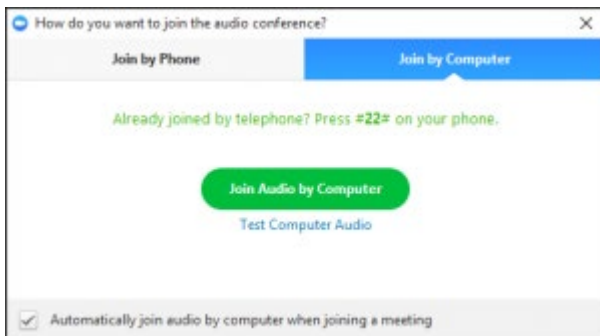 How do you want to join the audio conference?
Join by Phone
Join by Computer
Already joined by telephone? Press #22# on your phone.
Join Audio by Computer
Test Computer Audio
Automatically join audio by computer when joining a meeting